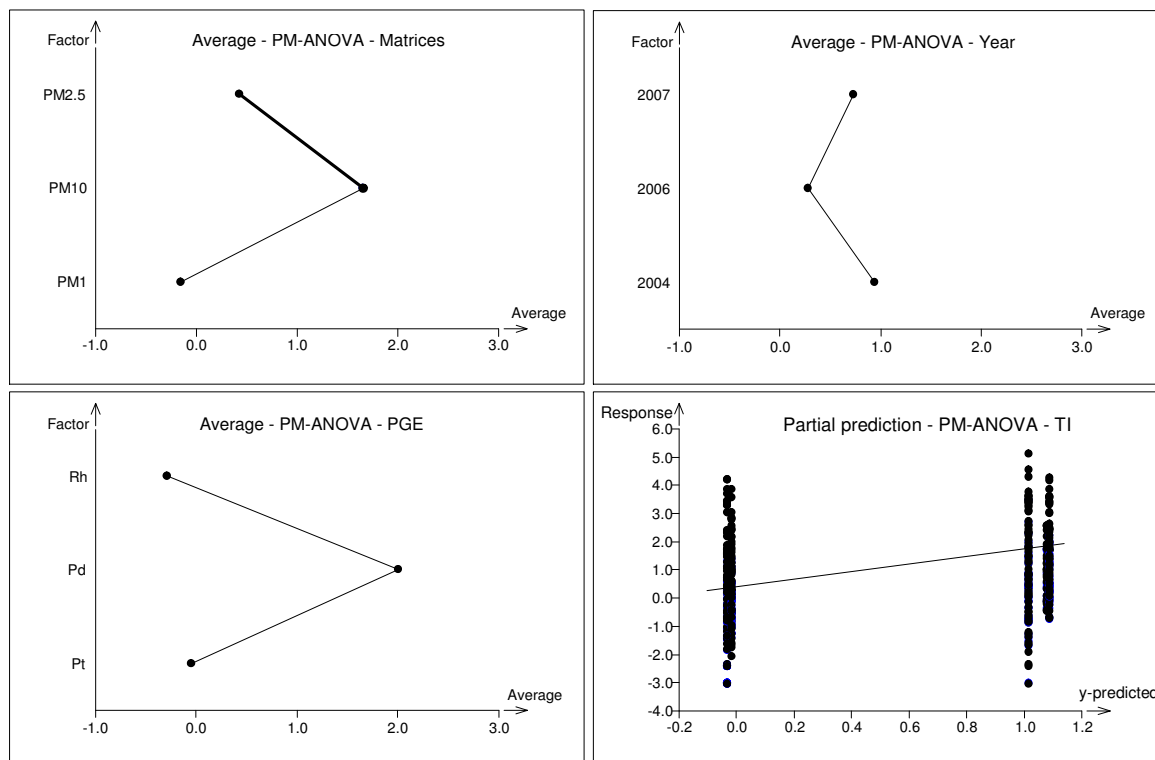 Factor
Average - PM-ANOVA - Matrices
PM2.5
PM10
PM1
Average
-1.0 0.0 1.0 2.0 3.0
Factor
Average - PM-ANOVA - Year
2007
2006
2004
Average
-1.0 0.0 1.0 2.0 3.0
Factor
Average - PM-ANOVA - PGE
Rh
Pd
Pt
Average
-1.0 0.0 1.0 2.0 3.0
Response
Partial prediction - PM-ANOVA - TI
6.0
5.0
4.0
3.0
2.0
1.0
0.0
-1.0
-2.0
-3.0
y-predicted
-4.0
-0.2 0.0 0.2 0.4 0.6 0.8 1.0 1.2